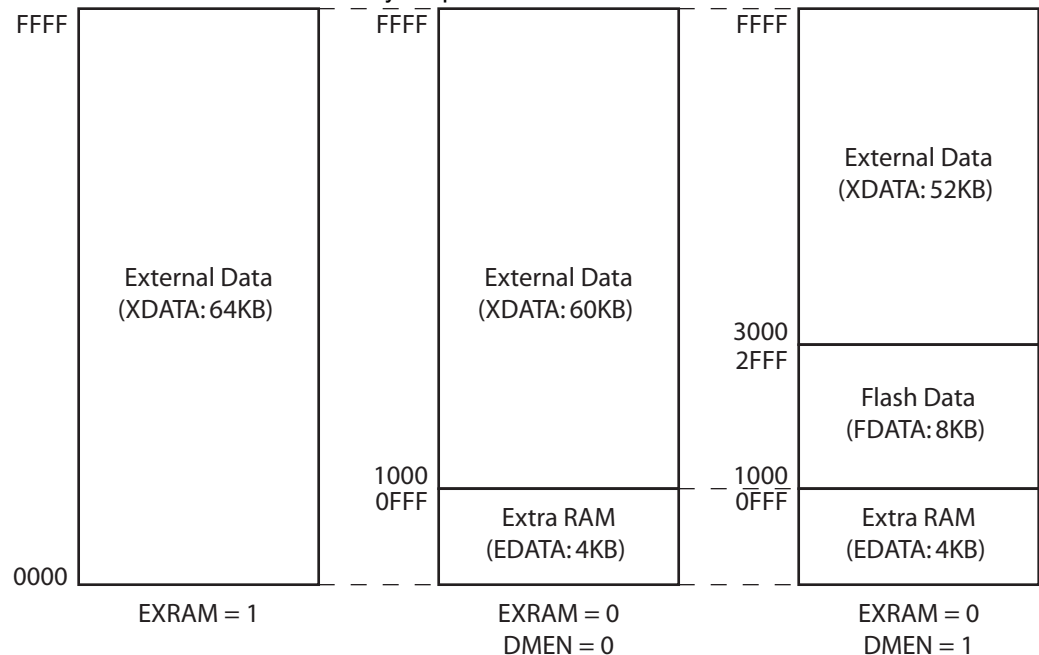 FFFF
External Data
(XDATA: 64KB)
0000
EXRAM = 1
FFFF
External Data
(XDATA: 60KB)
1000
0FFF
Extra RAM
(EDATA: 4KB)
EXRAM = 0
DMEN = 0
FFFF
External Data
(XDATA: 52KB)
3000
2FFF
Flash Data
(FDATA: 8KB)
1000
0FFF
Extra RAM
(EDATA: 4KB)
EXRAM = 0
DMEN = 1